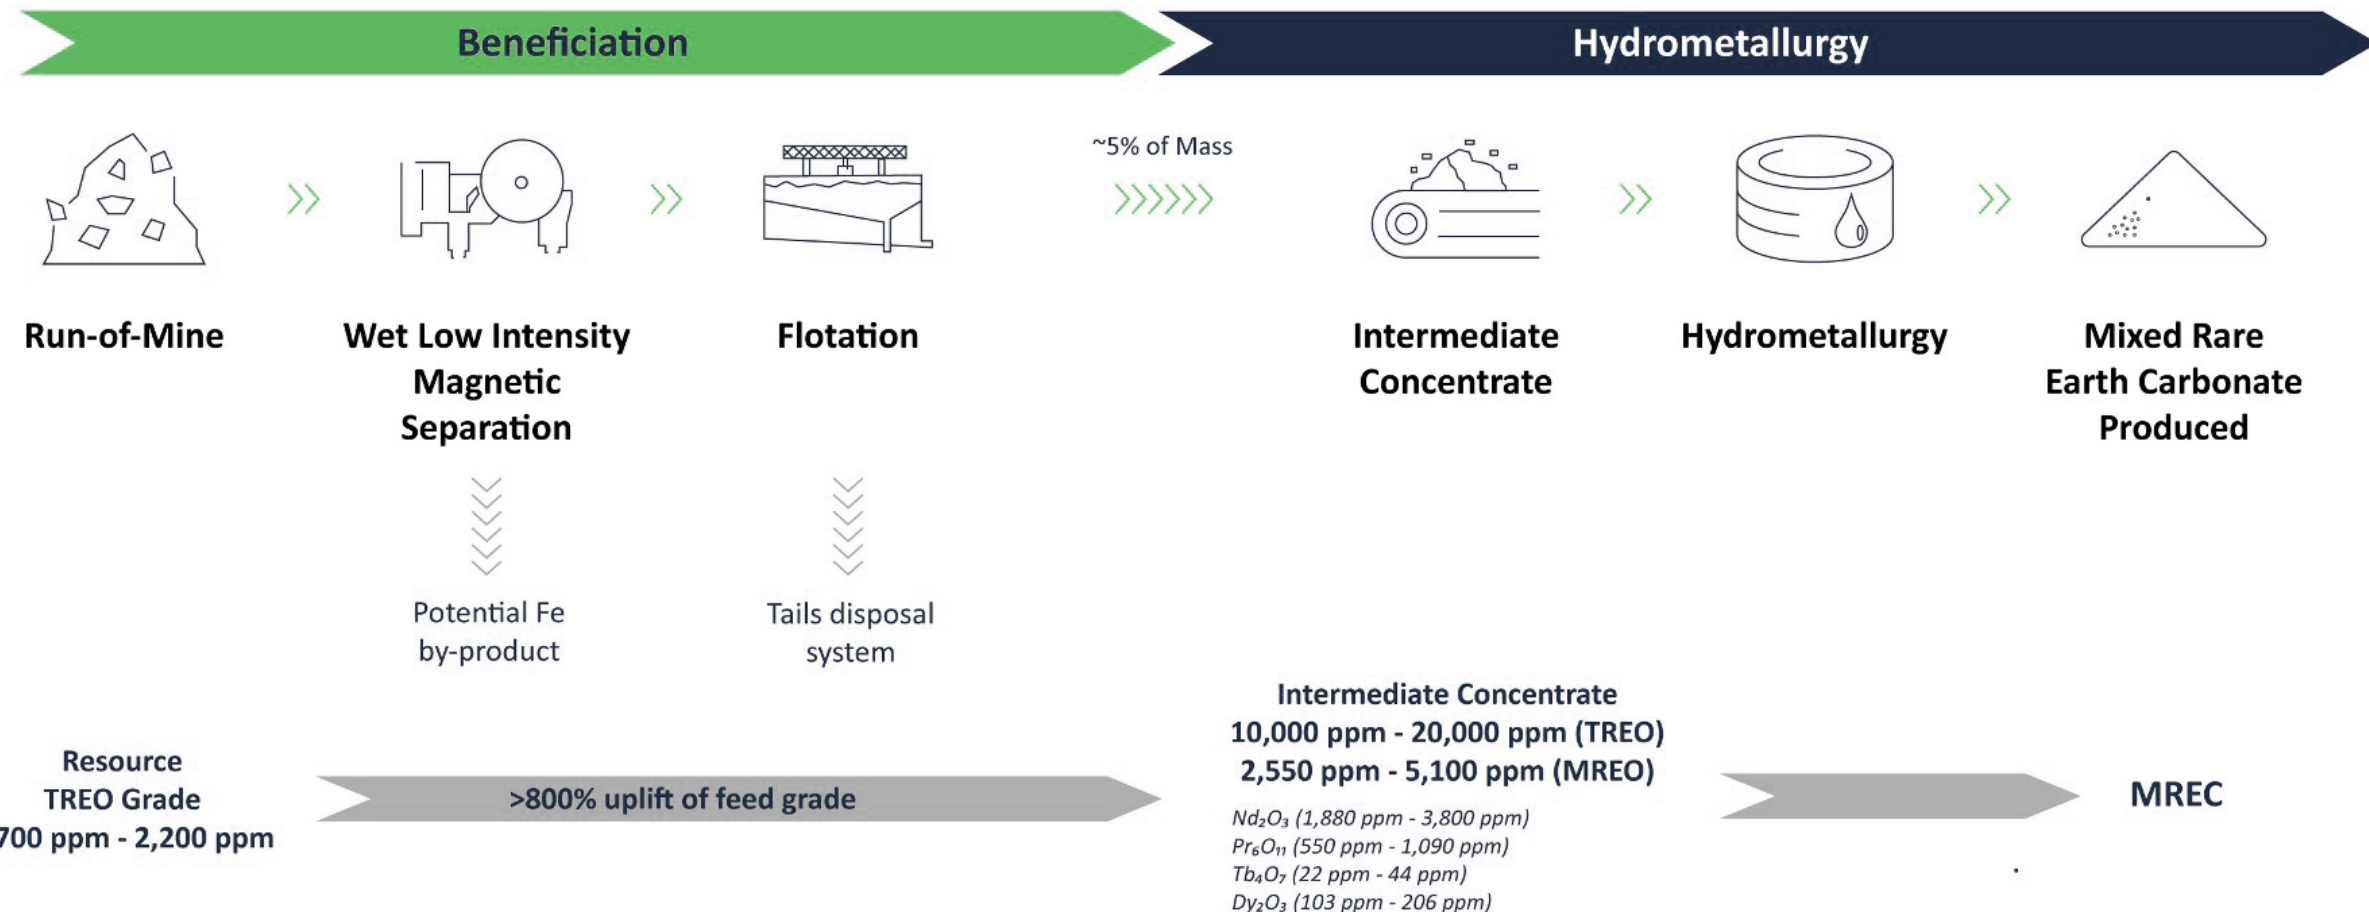 Beneficiation
Hydrometallurgy
~5% of Mass
Run-of-Mine
Wet Low Intensity
Magnetic
Separation
Flotation
Intermediate
Concentrate
Hydrometallurgy
Mixed Rare
Earth Carbonate
Produced
Potential Fe
by-product
Tails disposal
system
Resource
TREO Grade
700 ppm - 2,200 ppm
>800% uplift of feed grade
Intermediate Concentrate
10,000 ppm - 20,000 ppm (TREO)
2,550 ppm - 5,100 ppm (MREO)
Nd₂O₃ (1,880 ppm - 3,800 ppm)
Pr₆O₁₁ (550 ppm - 1,090 ppm)
Tb₄O₇ (22 ppm - 44 ppm)
Dy₂O₃ (103 ppm - 206 ppm)
MREC